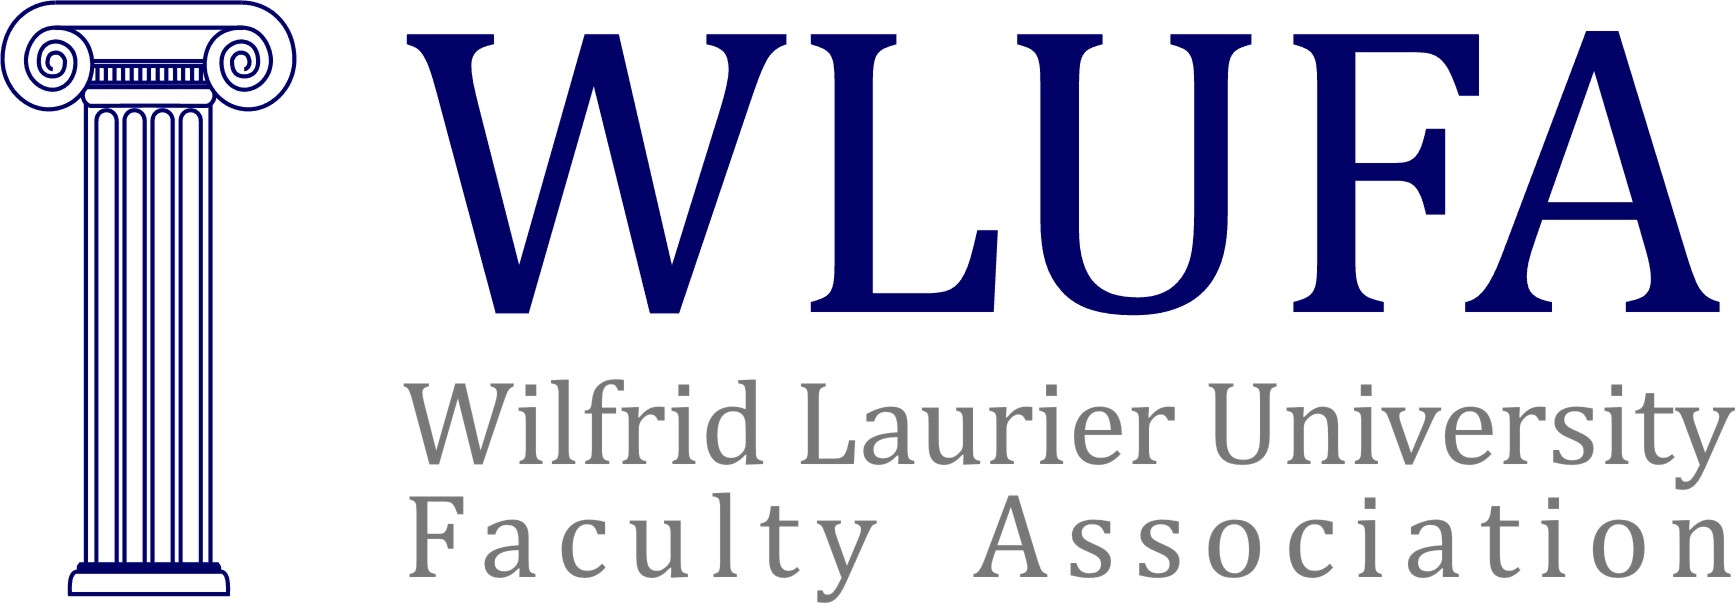 WLUFA
Wilfrid Laurier University
Faculty Association